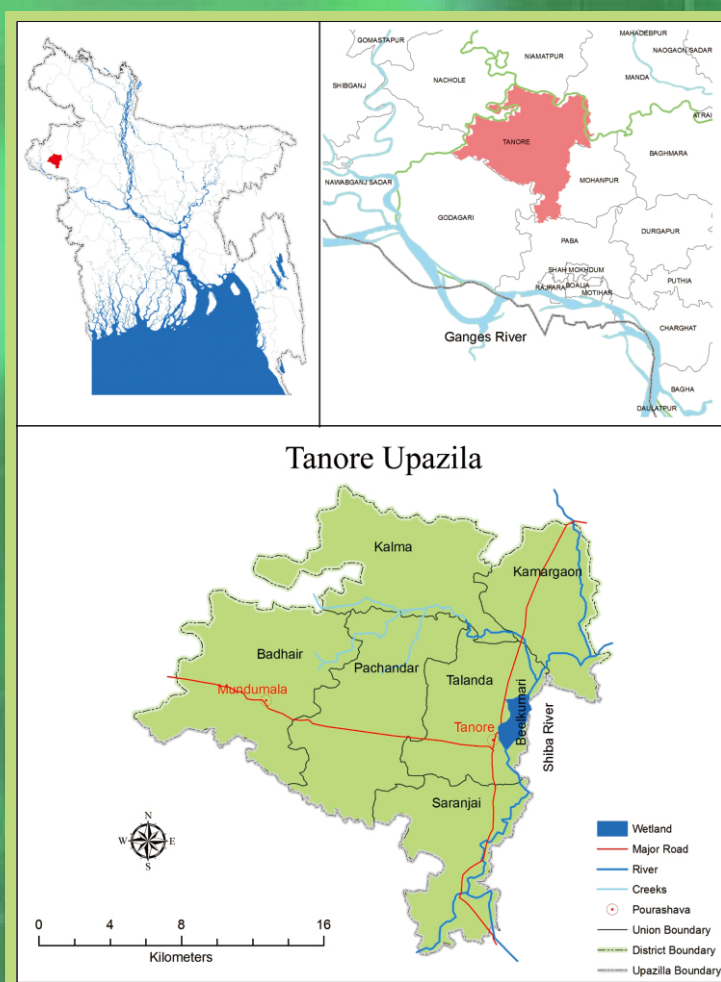 GOMASTAPUR
NIAMATPUR
MAHADEBPUR
NAOGAON SADAR
NACHOLE
SHIBGANJ
MANDA
ATRAI
TANORE
BAGHMARA
NAWABGANJ SADAR
MOHANPUR
GODAGARI
DURGAPUR
PABA
SHAH MOKHDUM
RAJPARA
BOALIA
MOTIHAR
PUTHIA
Ganges River
CHARGHAT
BAGHA
DAULATPUR
Tanore Upazila
Kalma
Kamargaon
Badhair
Pachandar
Talanda
Mundumala
Beelkumari
Shiba River
Tanore
Saranjai
N
W
E
S
Wetland
Major Road
River
Creeks
Pourashava
Union Boundary
District Boundary
Upazilla Boundary
0 4 8 16
Kilometers